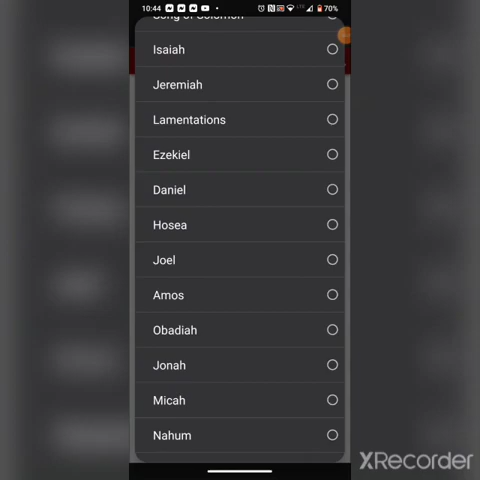 10:44 LTE 70%
Song of Solomon
Isaiah
Jeremiah
Lamentations
Ezekiel
Daniel
Hosea
Joel
Amos
Obadiah
Jonah
Micah
Nahum
XRecorder